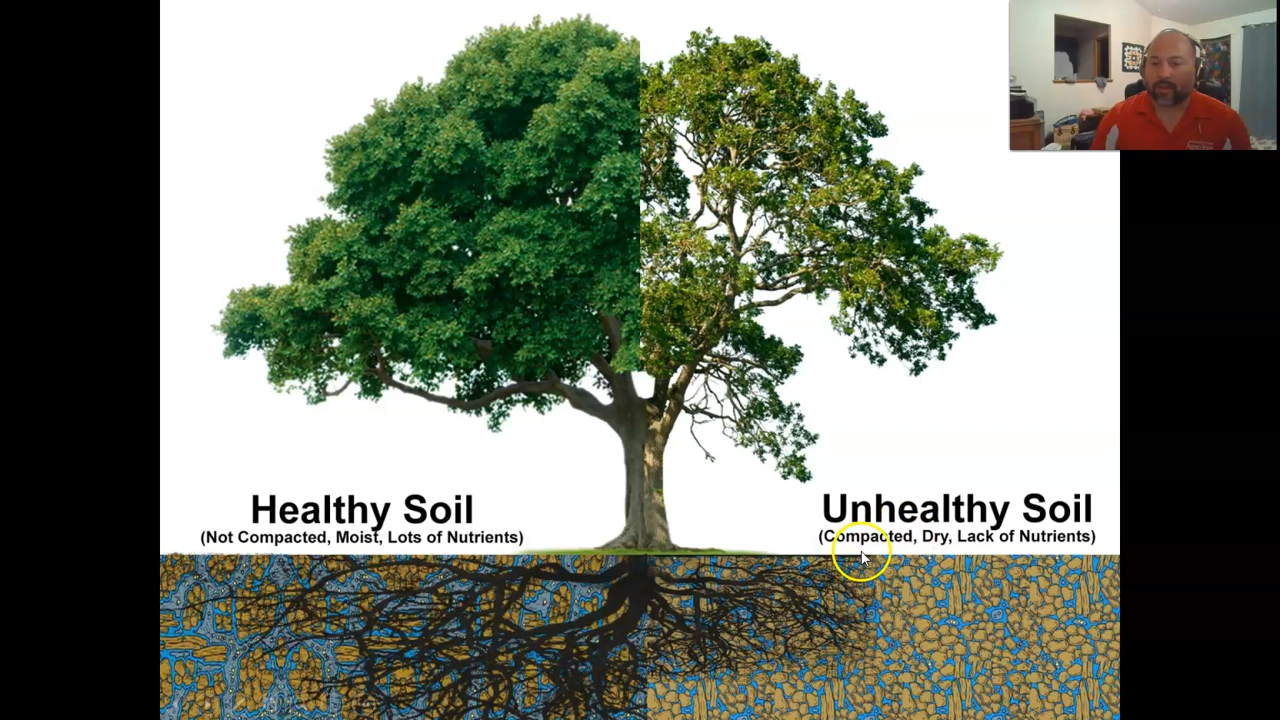 Healthy Soil
(Not Compacted, Moist, Lots of Nutrients)
Unhealthy Soil
(Compacted, Dry, Lack of Nutrients)